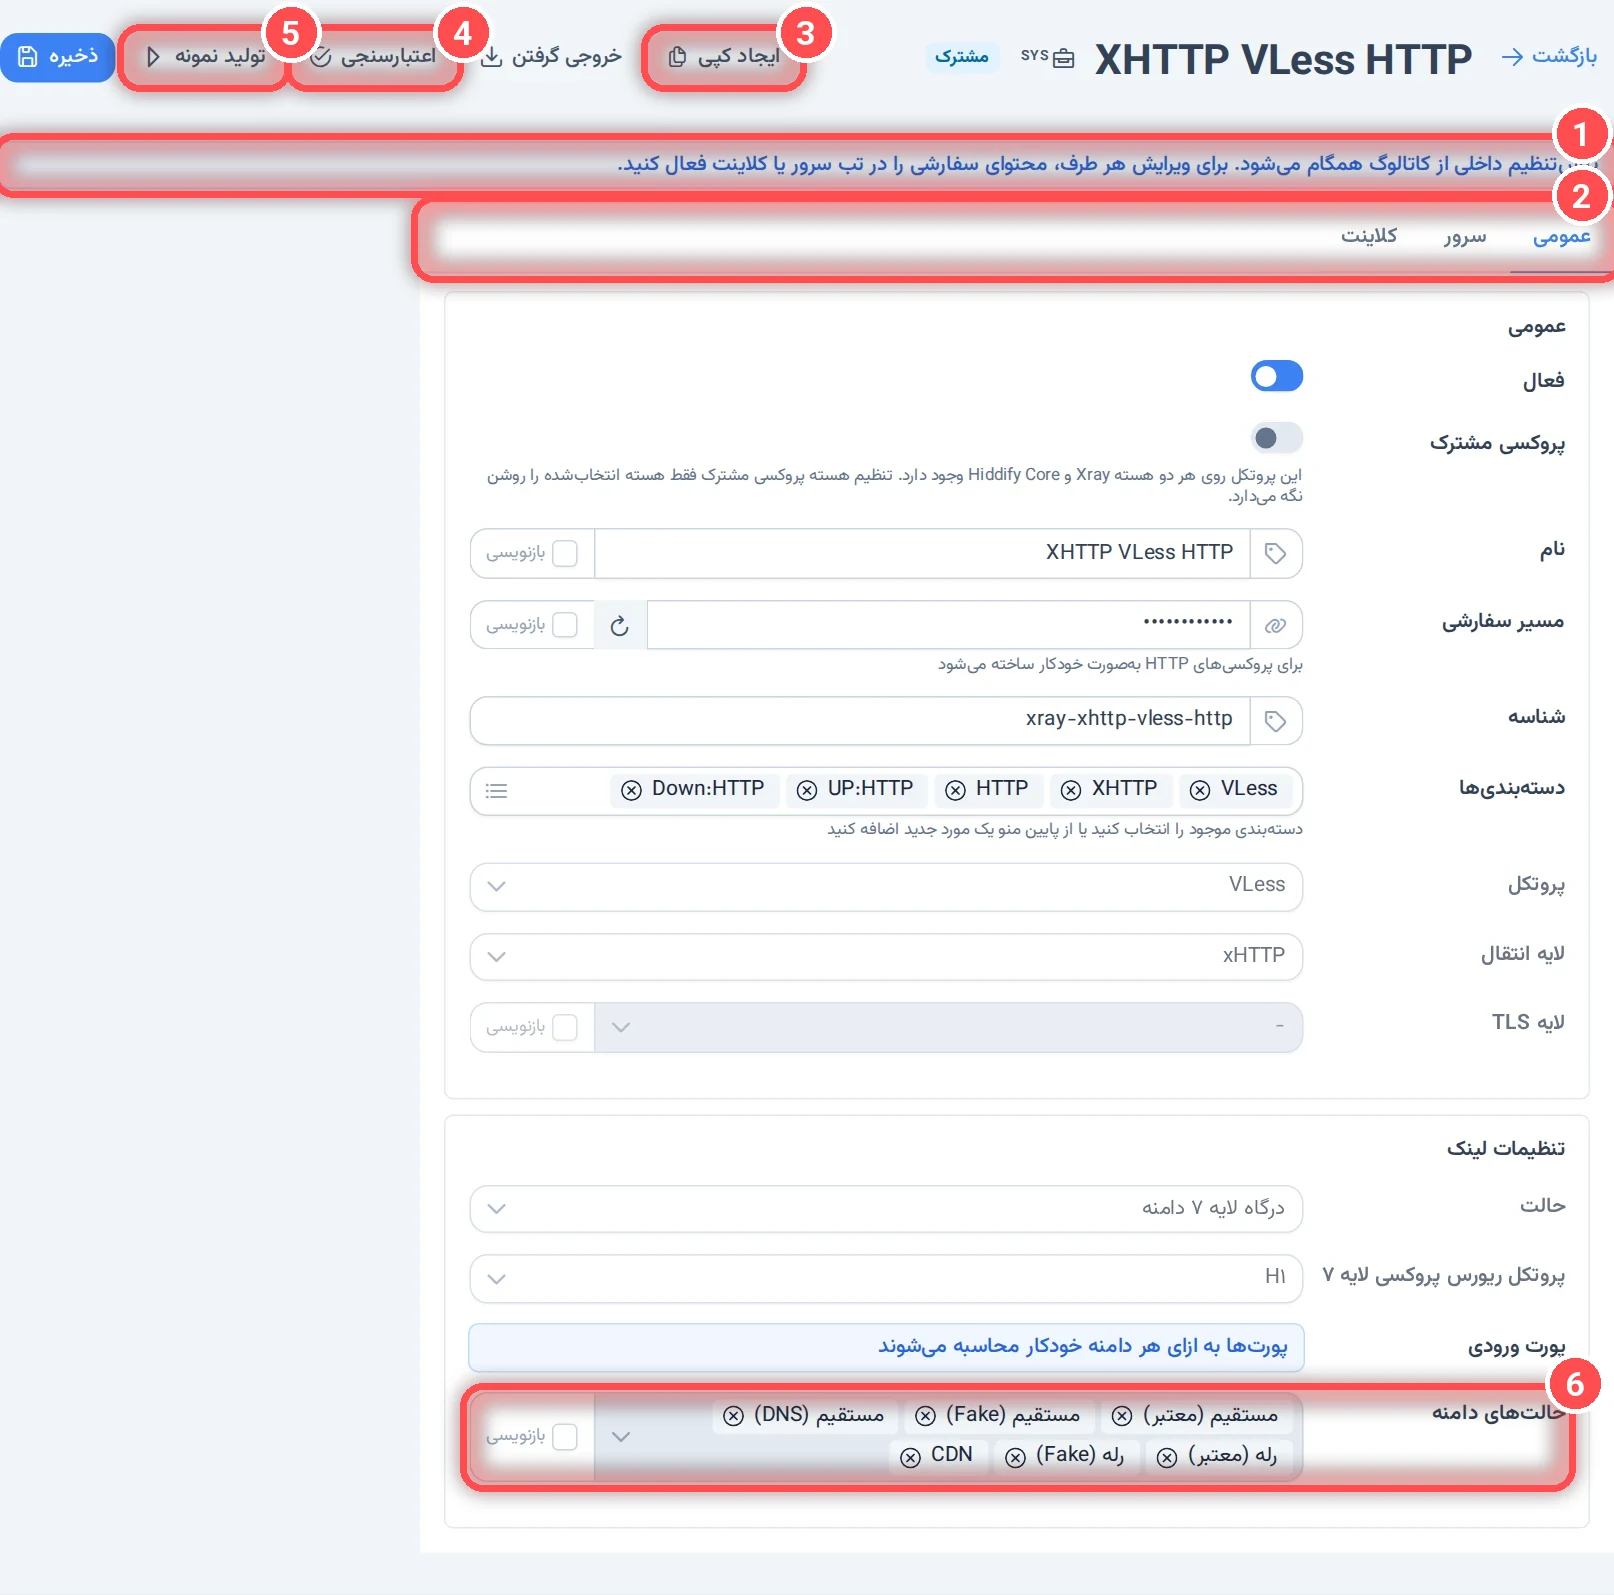 بازگشت
XHTTP VLess HTTP
SYS
مشترک
ایجاد کپی
3
خروجی گرفتن
اعتبارسنجی
4
تولید نمونه
5
ذخیره
1
تنظیم داخلی از کاتالوگ همگام می‌شود. برای ویرایش هر طرف، محتوای سفارشی را در تب سرور یا کلاینت فعال کنید.
2
عمومی
سرور
کلاینت
عمومی
فعال
پروکسی مشترک
این پروتکل روی هر دو هسته Xray و Hiddify Core وجود دارد. تنظیم هسته پروکسی مشترک فقط هسته انتخاب‌شده را روشن
نگه می‌دارد.
نام
XHTTP VLess HTTP
بازنویسی
مسیر سفارشی
••••••••••••
بازنویسی
برای پروکسی‌های HTTP به‌صورت خودکار ساخته می‌شود
شناسه
xray-xhttp-vless-http
دسته‌بندی‌ها
VLess
XHTTP
HTTP
UP:HTTP
Down:HTTP
دسته‌بندی موجود را انتخاب کنید یا از پایین منو یک مورد جدید اضافه کنید
پروتکل
VLess
لایه انتقال
xHTTP
لایه TLS
-
بازنویسی
تنظیمات لینک
حالت
درگاه لایه ۷ دامنه
پروتکل ریورس پروکسی لایه ۷
H۱
پورت ورودی
پورت‌ها به ازای هر دامنه خودکار محاسبه می‌شوند
6
حالت‌های دامنه
مستقیم (معتبر)
مستقیم (Fake)
مستقیم (DNS)
رله (معتبر)
رله (Fake)
CDN
بازنویسی